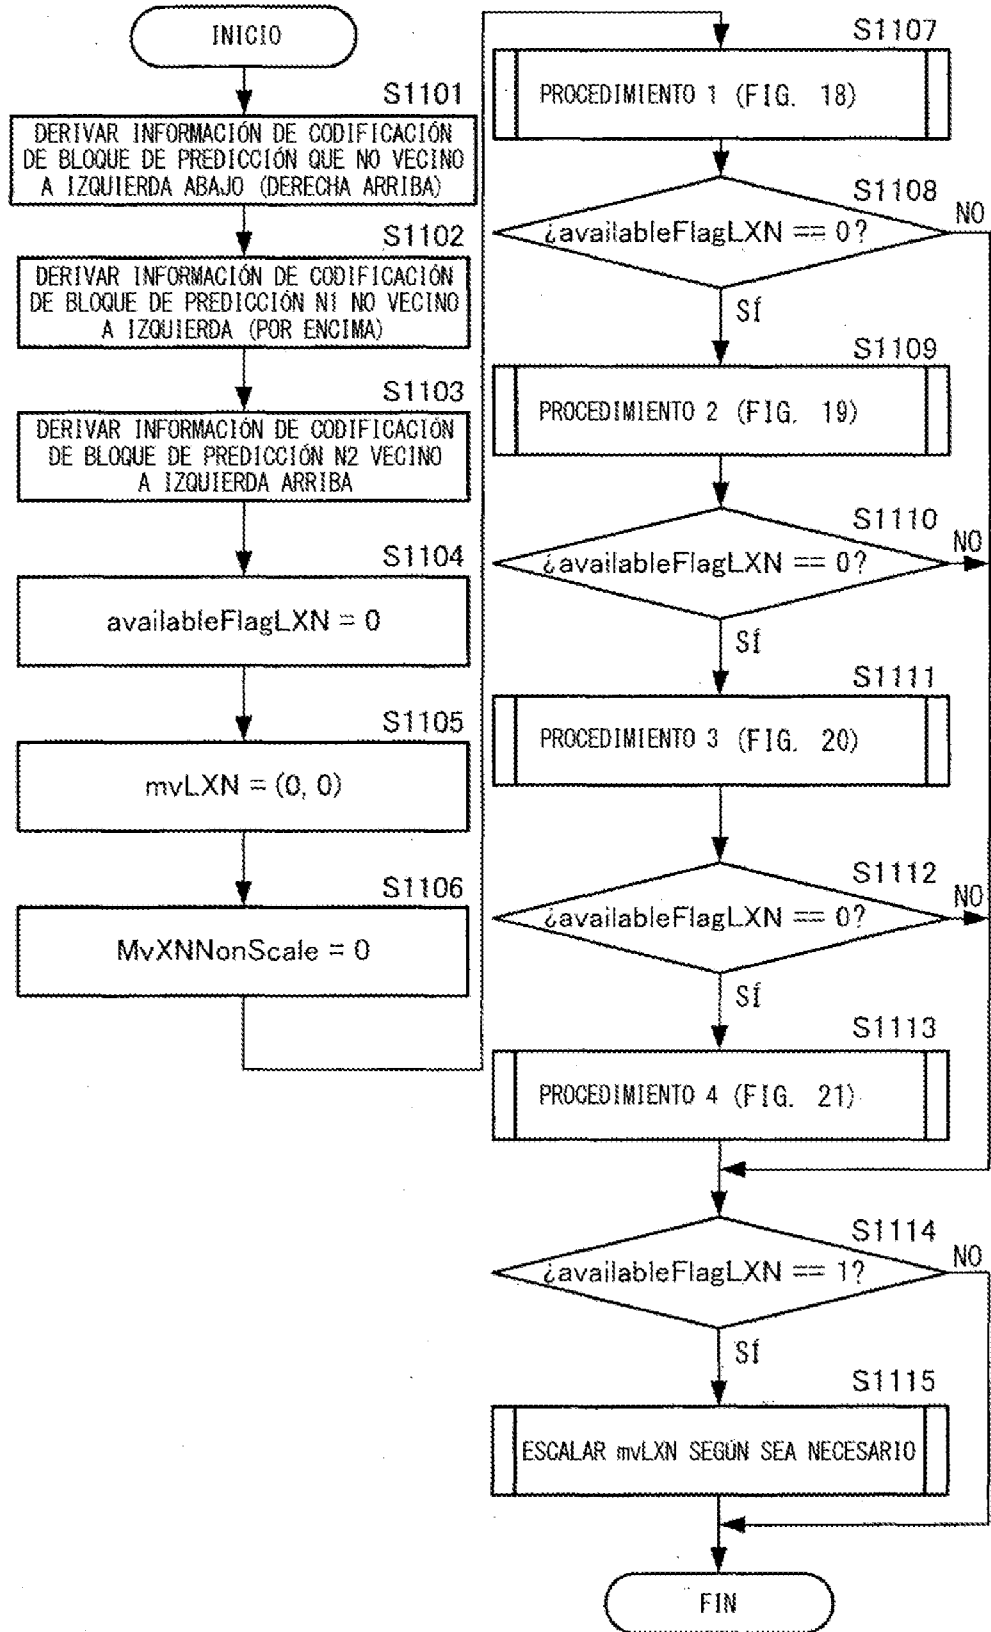 INICIO
S1101
DERIVAR INFORMACIÓN DE CODIFICACIÓN
DE BLOQUE DE PREDICCIÓN QUE NO VECINO
A IZQUIERDA ABAJO (DERECHA ARRIBA)
S1102
DERIVAR INFORMACIÓN DE CODIFICACIÓN
DE BLOQUE DE PREDICCIÓN N1 NO VECINO
A IZQUIERDA (POR ENCIMA)
S1103
DERIVAR INFORMACIÓN DE CODIFICACIÓN
DE BLOQUE DE PREDICCIÓN N2 VECINO
A IZQUIERDA ARRIBA
S1104
availableFlagLXN = 0
S1105
mvLXN = (0, 0)
S1106
MvXNNonScale = 0
S1107
PROCEDIMIENTO 1 (FIG. 18)
S1108
¿availableFlagLXN == 0?
NO
SÍ
S1109
PROCEDIMIENTO 2 (FIG. 19)
S1110
¿availableFlagLXN == 0?
NO
SÍ
S1111
PROCEDIMIENTO 3 (FIG. 20)
S1112
¿availableFlagLXN == 0?
NO
SÍ
S1113
PROCEDIMIENTO 4 (FIG. 21)
S1114
¿availableFlagLXN == 1?
NO
SÍ
S1115
ESCALAR mvLXN SEGÚN SEA NECESARIO
FIN